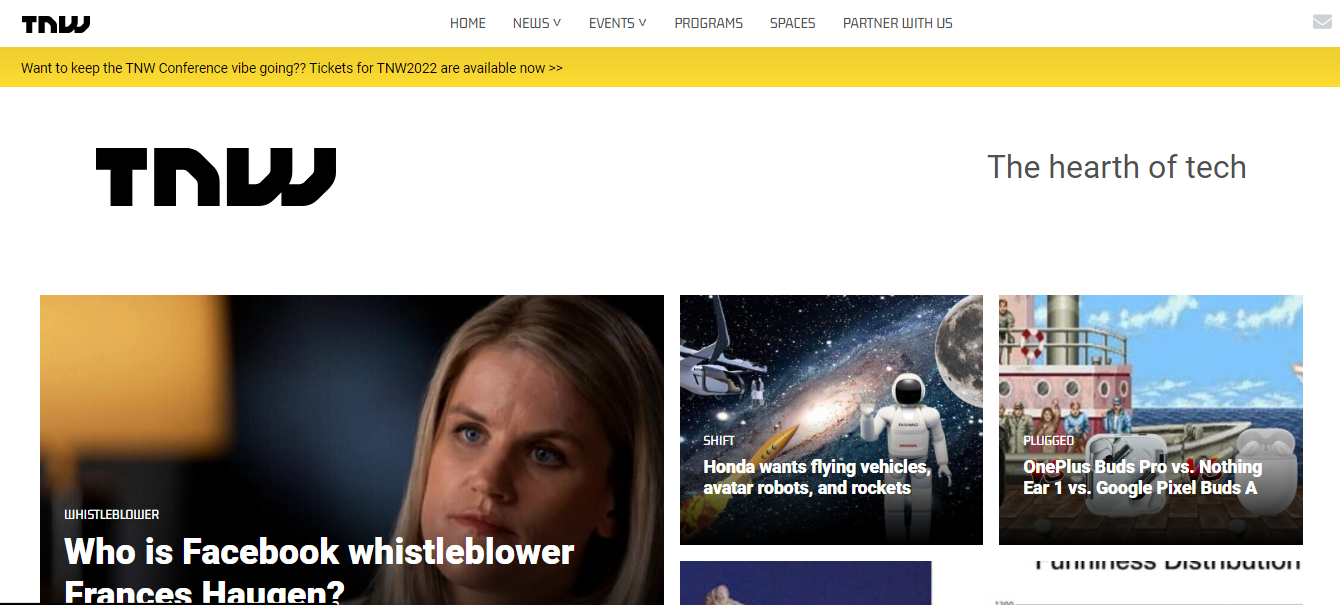 TNW
HOME NEWS V EVENTS V PROGRAMS SPACES PARTNER WITH US
Want to keep the TNW Conference vibe going?? Tickets for TNW2022 are available now >>
TNW
The hearth of tech
WHISTLEBLOWER
Who is Facebook whistleblower
Frances Haugen?
SHIFT
Honda wants flying vehicles,
avatar robots, and rockets
ASIMO
HONDA
PLUGGED
OnePlus Buds Pro vs. Nothing
Ear 1 vs. Google Pixel Buds A
Funniness Distribution
1200